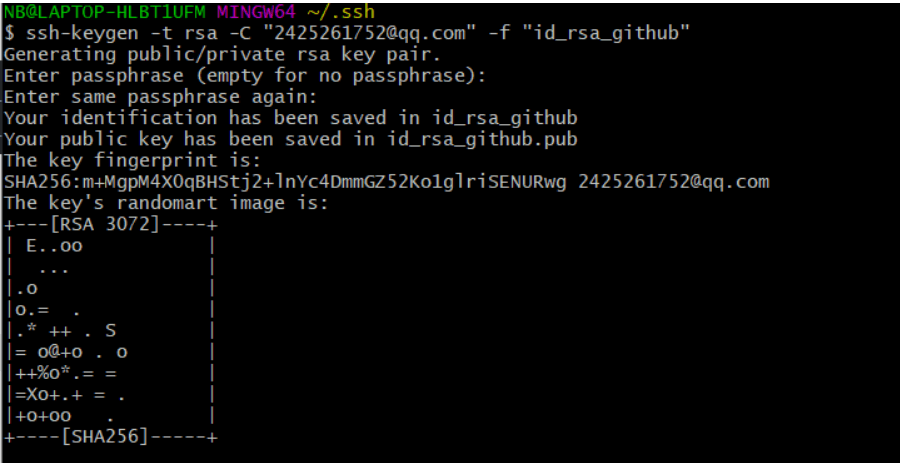 NB@LAPTOP-HLBT1UFM MINGW64 ~/.ssh
$ ssh-keygen -t rsa -C "2425261752@qq.com" -f "id_rsa_github"
Generating public/private rsa key pair.
Enter passphrase (empty for no passphrase):
Enter same passphrase again:
Your identification has been saved in id_rsa_github
Your public key has been saved in id_rsa_github.pub
The key fingerprint is:
SHA256:m+MgpM4X0qBHStj2+lnYc4DmmGZ52Ko1glriSENURwg 2425261752@qq.com
The key's randomart image is:
+---[RSA 3072]----+
| E..oo           |
|  ...            |
|.o               |
|o.=  .           |
|.* ++ . S        |
|= o@+o . o       |
|++%o*.= =        |
|=Xo+.+ = .       |
|+o+oo   .        |
+----[SHA256]-----+